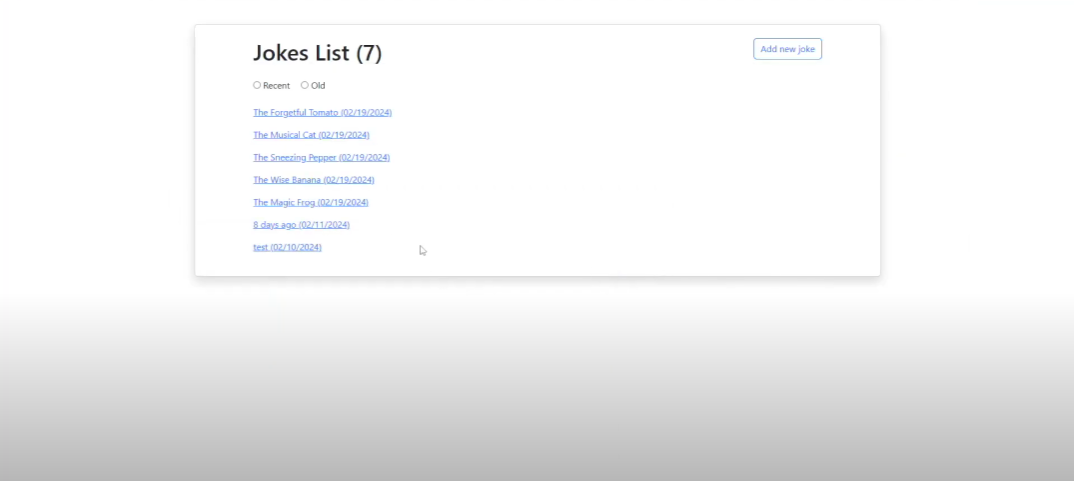 Jokes List (7)
Add new joke
Recent Old
The Forgetful Tomato (02/19/2024)
The Musical Cat (02/19/2024)
The Sneezing Pepper (02/19/2024)
The Wise Banana (02/19/2024)
The Magic Frog (02/19/2024)
8 days ago (02/11/2024)
test (02/10/2024)